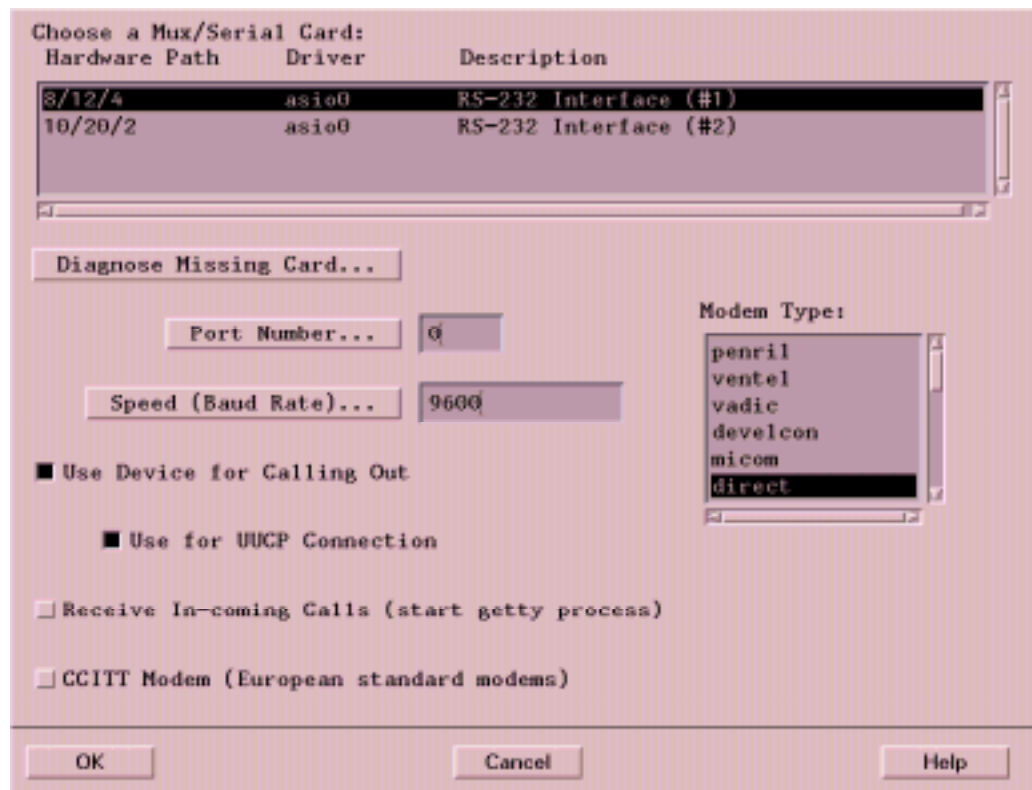 Choose a Mux/Serial Card:
Hardware Path Driver Description
8/12/4 asio0 RS-232 Interface (#1)
10/20/2 asio0 RS-232 Interface (#2)
Diagnose Missing Card...
Port Number... 0
Modem Type:
penril
ventel
Speed (Baud Rate)... 9600
vadic
develcon
micom
direct
Use Device for Calling Out
Use for UUCP Connection
Receive In-coming Calls (start getty process)
CCITT Modem (European standard modems)
OK Cancel Help